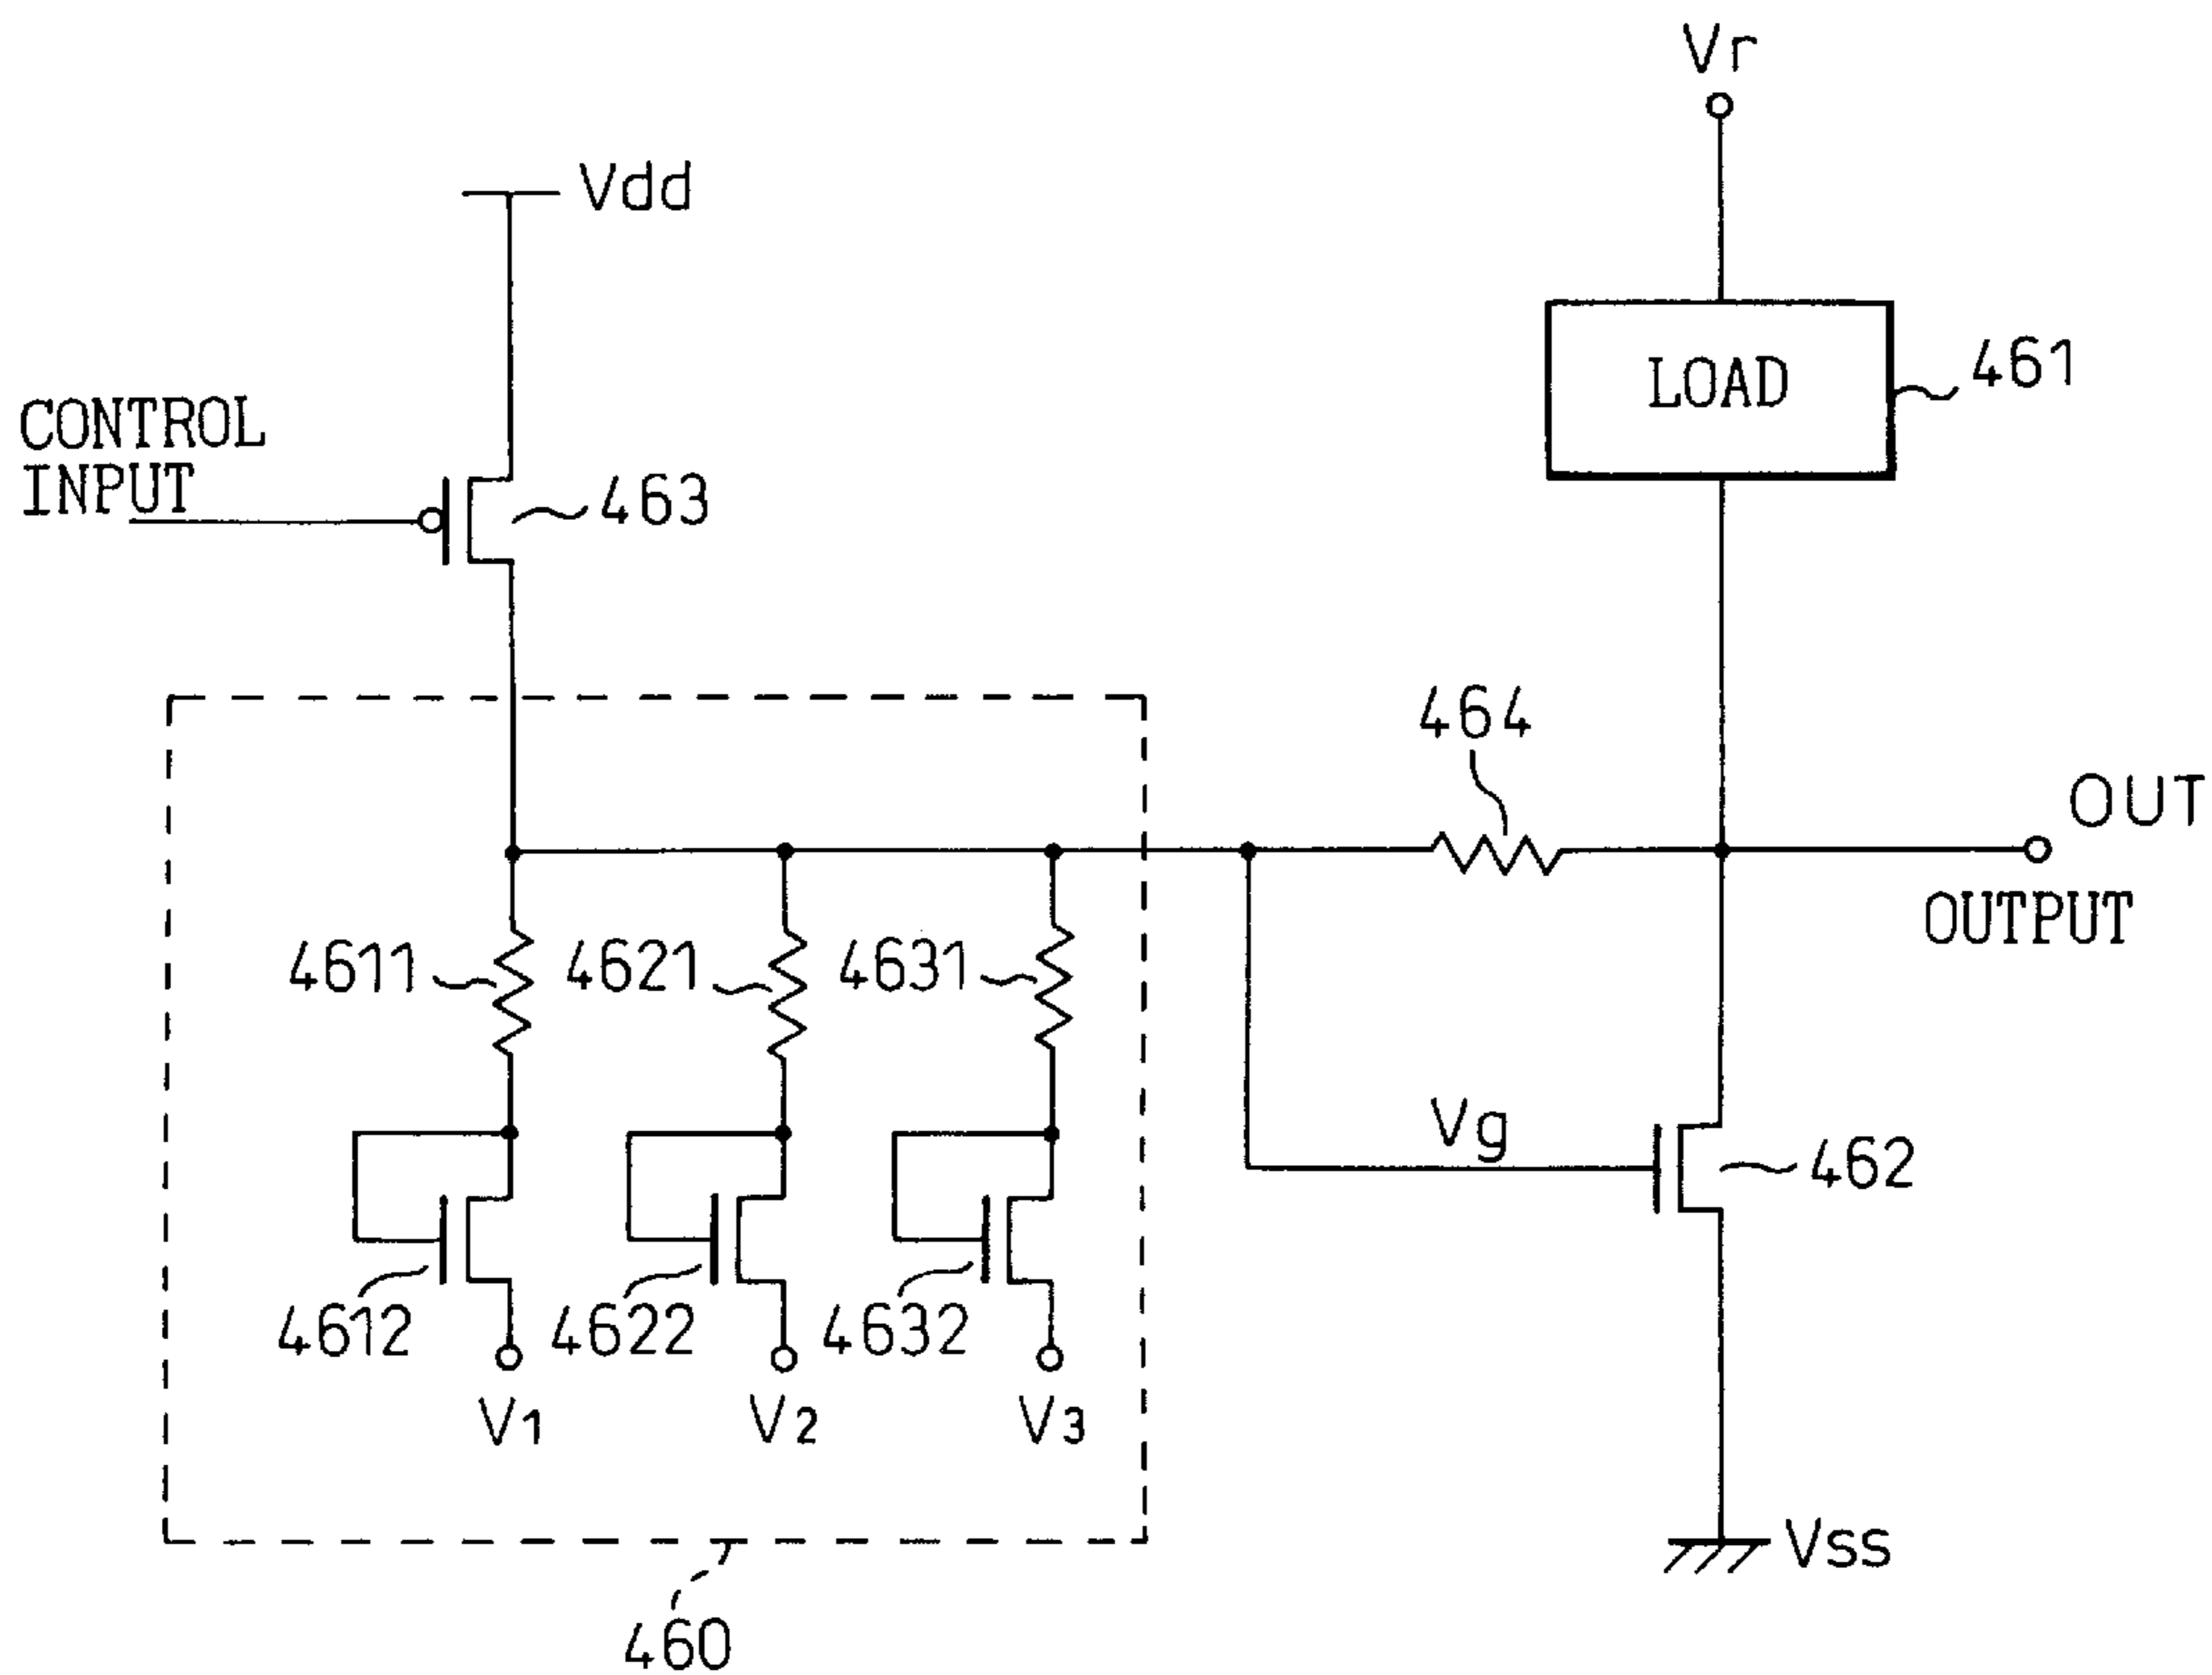 Vr
Vdd
LOAD
461
CONTROL
INPUT
463
464
OUT
OUTPUT
4611
4621
4631
Vg
462
4612
4622
4632
V1
V2
V3
Vss
460